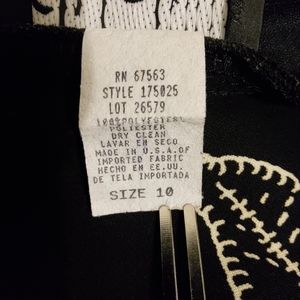 RN 67563
STYLE 175025
LOT 26579
100%POLYESTER
POLIESTER
DRY CLEAN
LAVAR EN SECO
MADE IN U.S.A.OF
IMPORTED FABRIC
HECHO EN EE.UU.
DE TELA IMPORTADA
SIZE 10